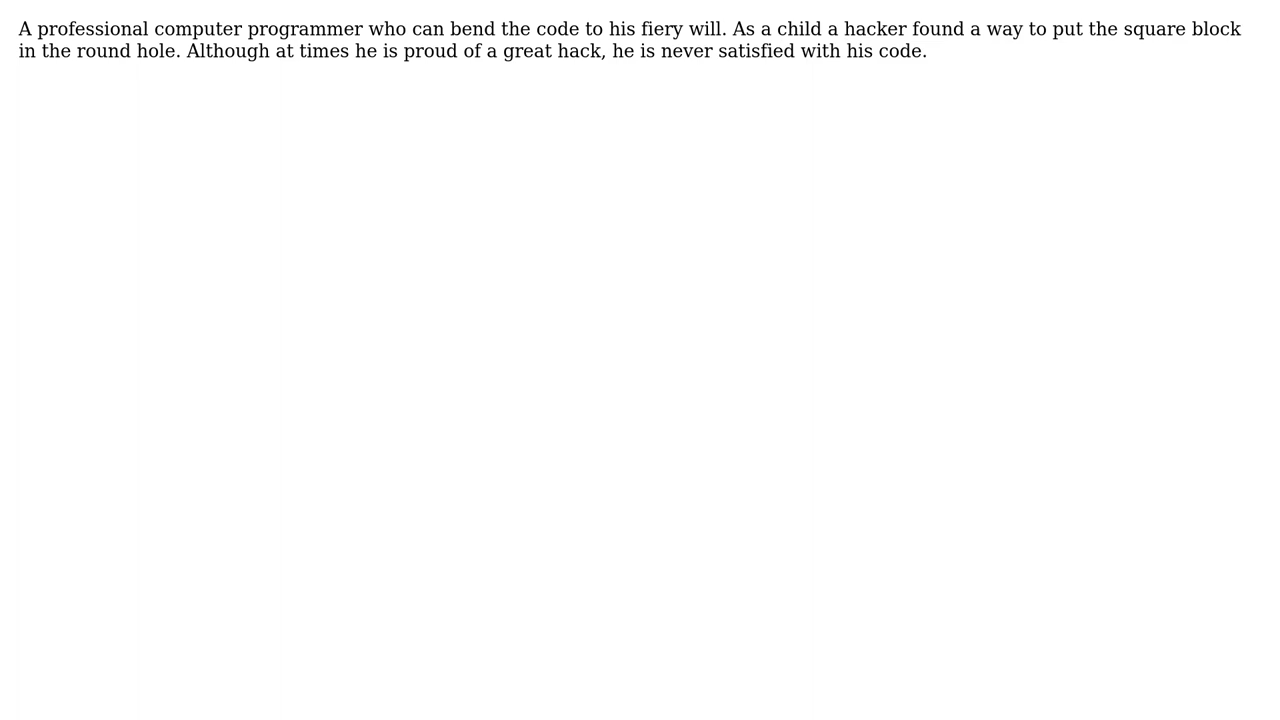 A professional computer programmer who can bend the code to his fiery will. As a child a hacker found a way to put the square block
in the round hole. Although at times he is proud of a great hack, he is never satisfied with his code.